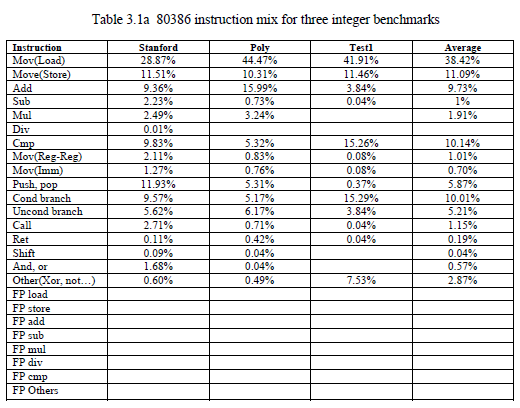 Table 3.1a 80386 instruction mix for three integer benchmarks
Instruction Stanford Poly Test1 Average
Mov(Load) 28.87% 44.47% 41.91% 38.42%
Move(Store) 11.51% 10.31% 11.46% 11.09%
Add 9.36% 15.99% 3.84% 9.73%
Sub 2.23% 0.73% 0.04% 1%
Mul 2.49% 3.24% 1.91%
Div 0.01%
Cmp 9.83% 5.32% 15.26% 10.14%
Mov(Reg-Reg) 2.11% 0.83% 0.08% 1.01%
Mov(Imm) 1.27% 0.76% 0.08% 0.70%
Push, pop 11.93% 5.31% 0.37% 5.87%
Cond branch 9.57% 5.17% 15.29% 10.01%
Uncond branch 5.62% 6.17% 3.84% 5.21%
Call 2.71% 0.71% 0.04% 1.15%
Ret 0.11% 0.42% 0.04% 0.19%
Shift 0.09% 0.04% 0.04%
And, or 1.68% 0.04% 0.57%
Other(Xor, not…) 0.60% 0.49% 7.53% 2.87%
FP load
FP store
FP add
FP sub
FP mul
FP div
FP cmp
FP Others